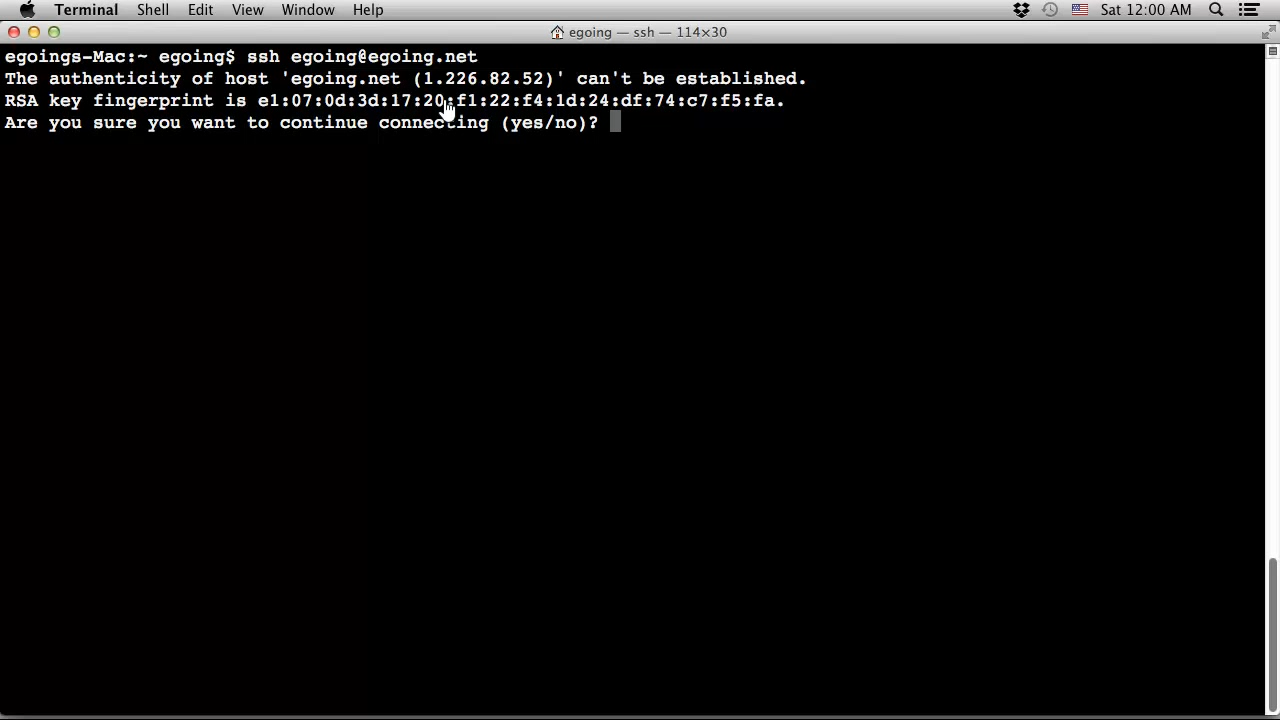 Terminal Shell Edit View Window Help Sat 12:00 AM
egoing — ssh — 114×30
egoings-Mac:~ egoing$ ssh egoing@egoing.net
The authenticity of host 'egoing.net (1.226.82.52)' can't be established.
RSA key fingerprint is e1:07:0d:3d:17:20:f1:22:f4:1d:24:df:74:c7:f5:fa.
Are you sure you want to continue connecting (yes/no)?